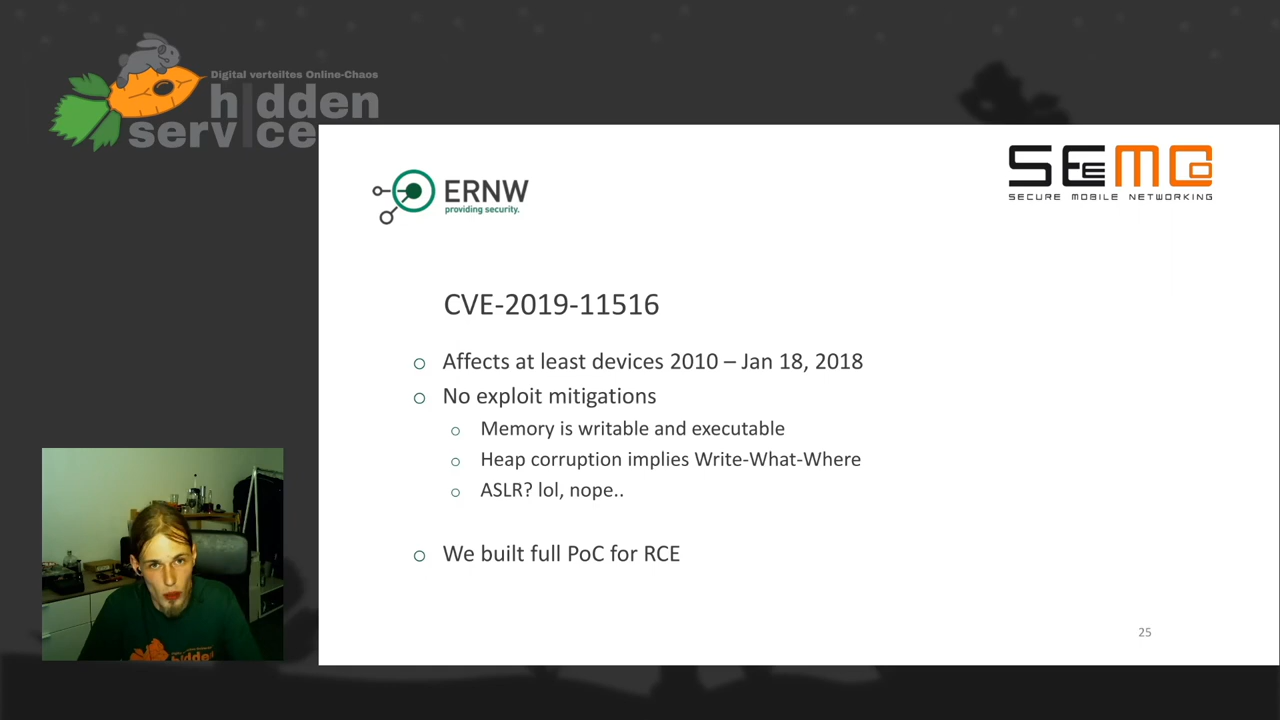 Digital verteiltes Online-Chaos
hidden
service
ERNW
providing security.
SEEMOO
SECURE MOBILE NETWORKING
CVE-2019-11516
○ Affects at least devices 2010 – Jan 18, 2018
○ No exploit mitigations
○ Memory is writable and executable
○ Heap corruption implies Write-What-Where
○ ASLR? lol, nope..
○ We built full PoC for RCE
25
hidde